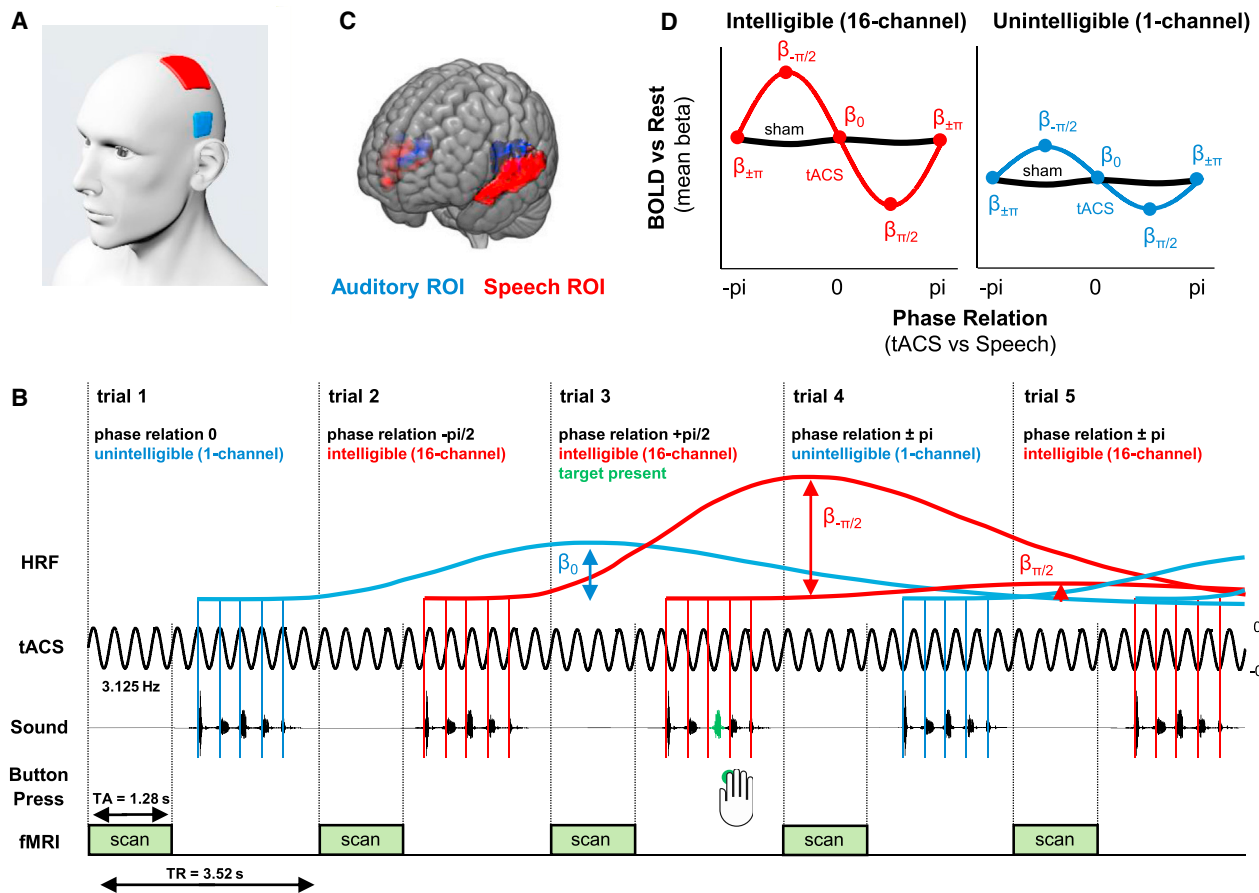 A
C
Auditory ROI Speech ROI
D
Intelligible (16-channel)
Unintelligible (1-channel)
BOLD vs Rest
(mean beta)
β-π/2
β0
sham
β±π
β±π
tACS
βπ/2
-pi 0 pi
β-π/2
β0
β±π
sham
β±π
tACS
βπ/2
-pi 0 pi
Phase Relation
(tACS vs Speech)
B
trial 1
phase relation 0
unintelligible (1-channel)
trial 2
phase relation -pi/2
intelligible (16-channel)
trial 3
phase relation +pi/2
intelligible (16-channel)
target present
trial 4
phase relation ± pi
unintelligible (1-channel)
trial 5
phase relation ± pi
intelligible (16-channel)
HRF
β0
β-π/2
βπ/2
tACS
3.125 Hz
Sound
Button
Press
TA = 1.28 s
fMRI
scan scan scan scan scan
TR = 3.52 s